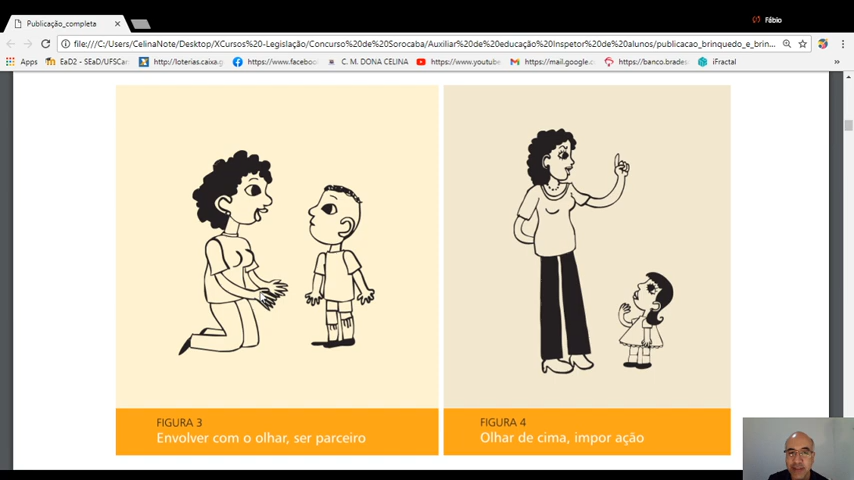 Publicação_completa
Fábio
file:///C:/Users/CelinaNote/Desktop/XCursos%20-Legislação/Concurso%20de%20Sorocaba/Auxiliar%20de%20educação%20Inspetor%20de%20alunos/publicacao_brinquedo_e_brin...
Apps
EaD2 - SEaD/UFSCar
http://loterias.caixa.g
https://www.facebo
C. M. DONA CELINA
https://www.youtube
https://mail.google.c
https://banco.brades
iFractal
FIGURA 3
Envolver com o olhar, ser parceiro
FIGURA 4
Olhar de cima, impor ação